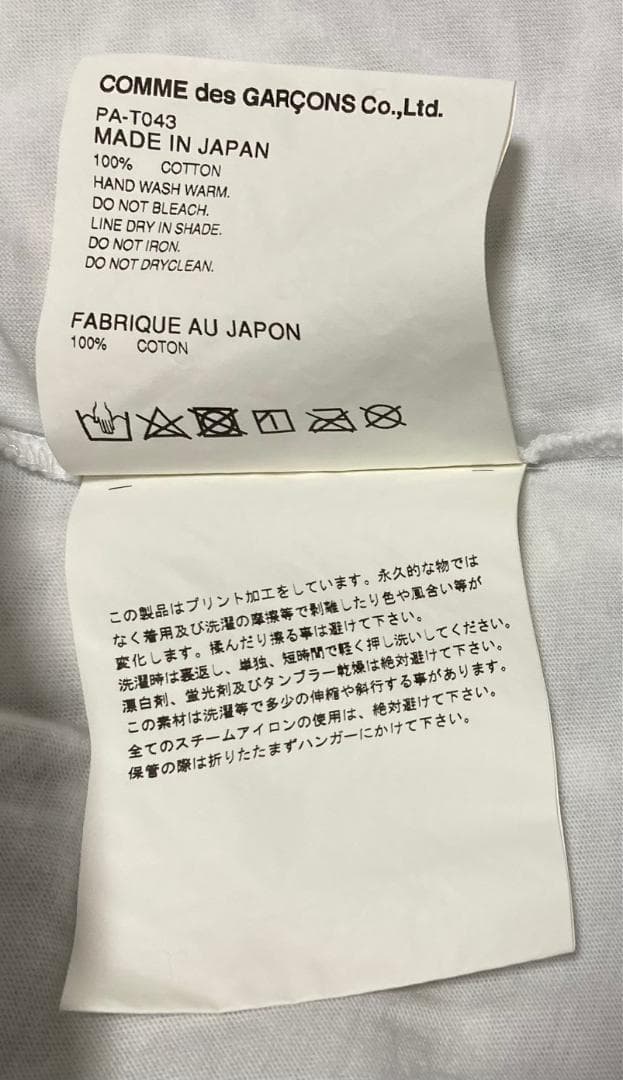 COMME des GARÇONS Co.,Ltd.
PA-T043
MADE IN JAPAN
100% COTTON
HAND WASH WARM.
DO NOT BLEACH.
LINE DRY IN SHADE.
DO NOT IRON.
DO NOT DRYCLEAN.
FABRIQUE AU JAPON
100% COTON
この製品はプリント加工をしています。永久的な物では
なく着用及び洗濯の摩擦等で剥離したり色や風合い等が
変化します。揉んだり擦る事は避けて下さい。
洗濯時は裏返し、単独、短時間で軽く押し洗いしてください。
漂白剤、蛍光剤及びタンブラー乾燥は絶対避けて下さい。
この素材は洗濯等で多少の伸縮や斜行する事があります。
全てのスチームアイロンの使用は、絶対避けて下さい。
保管の際は折りたたまずハンガーにかけて下さい。